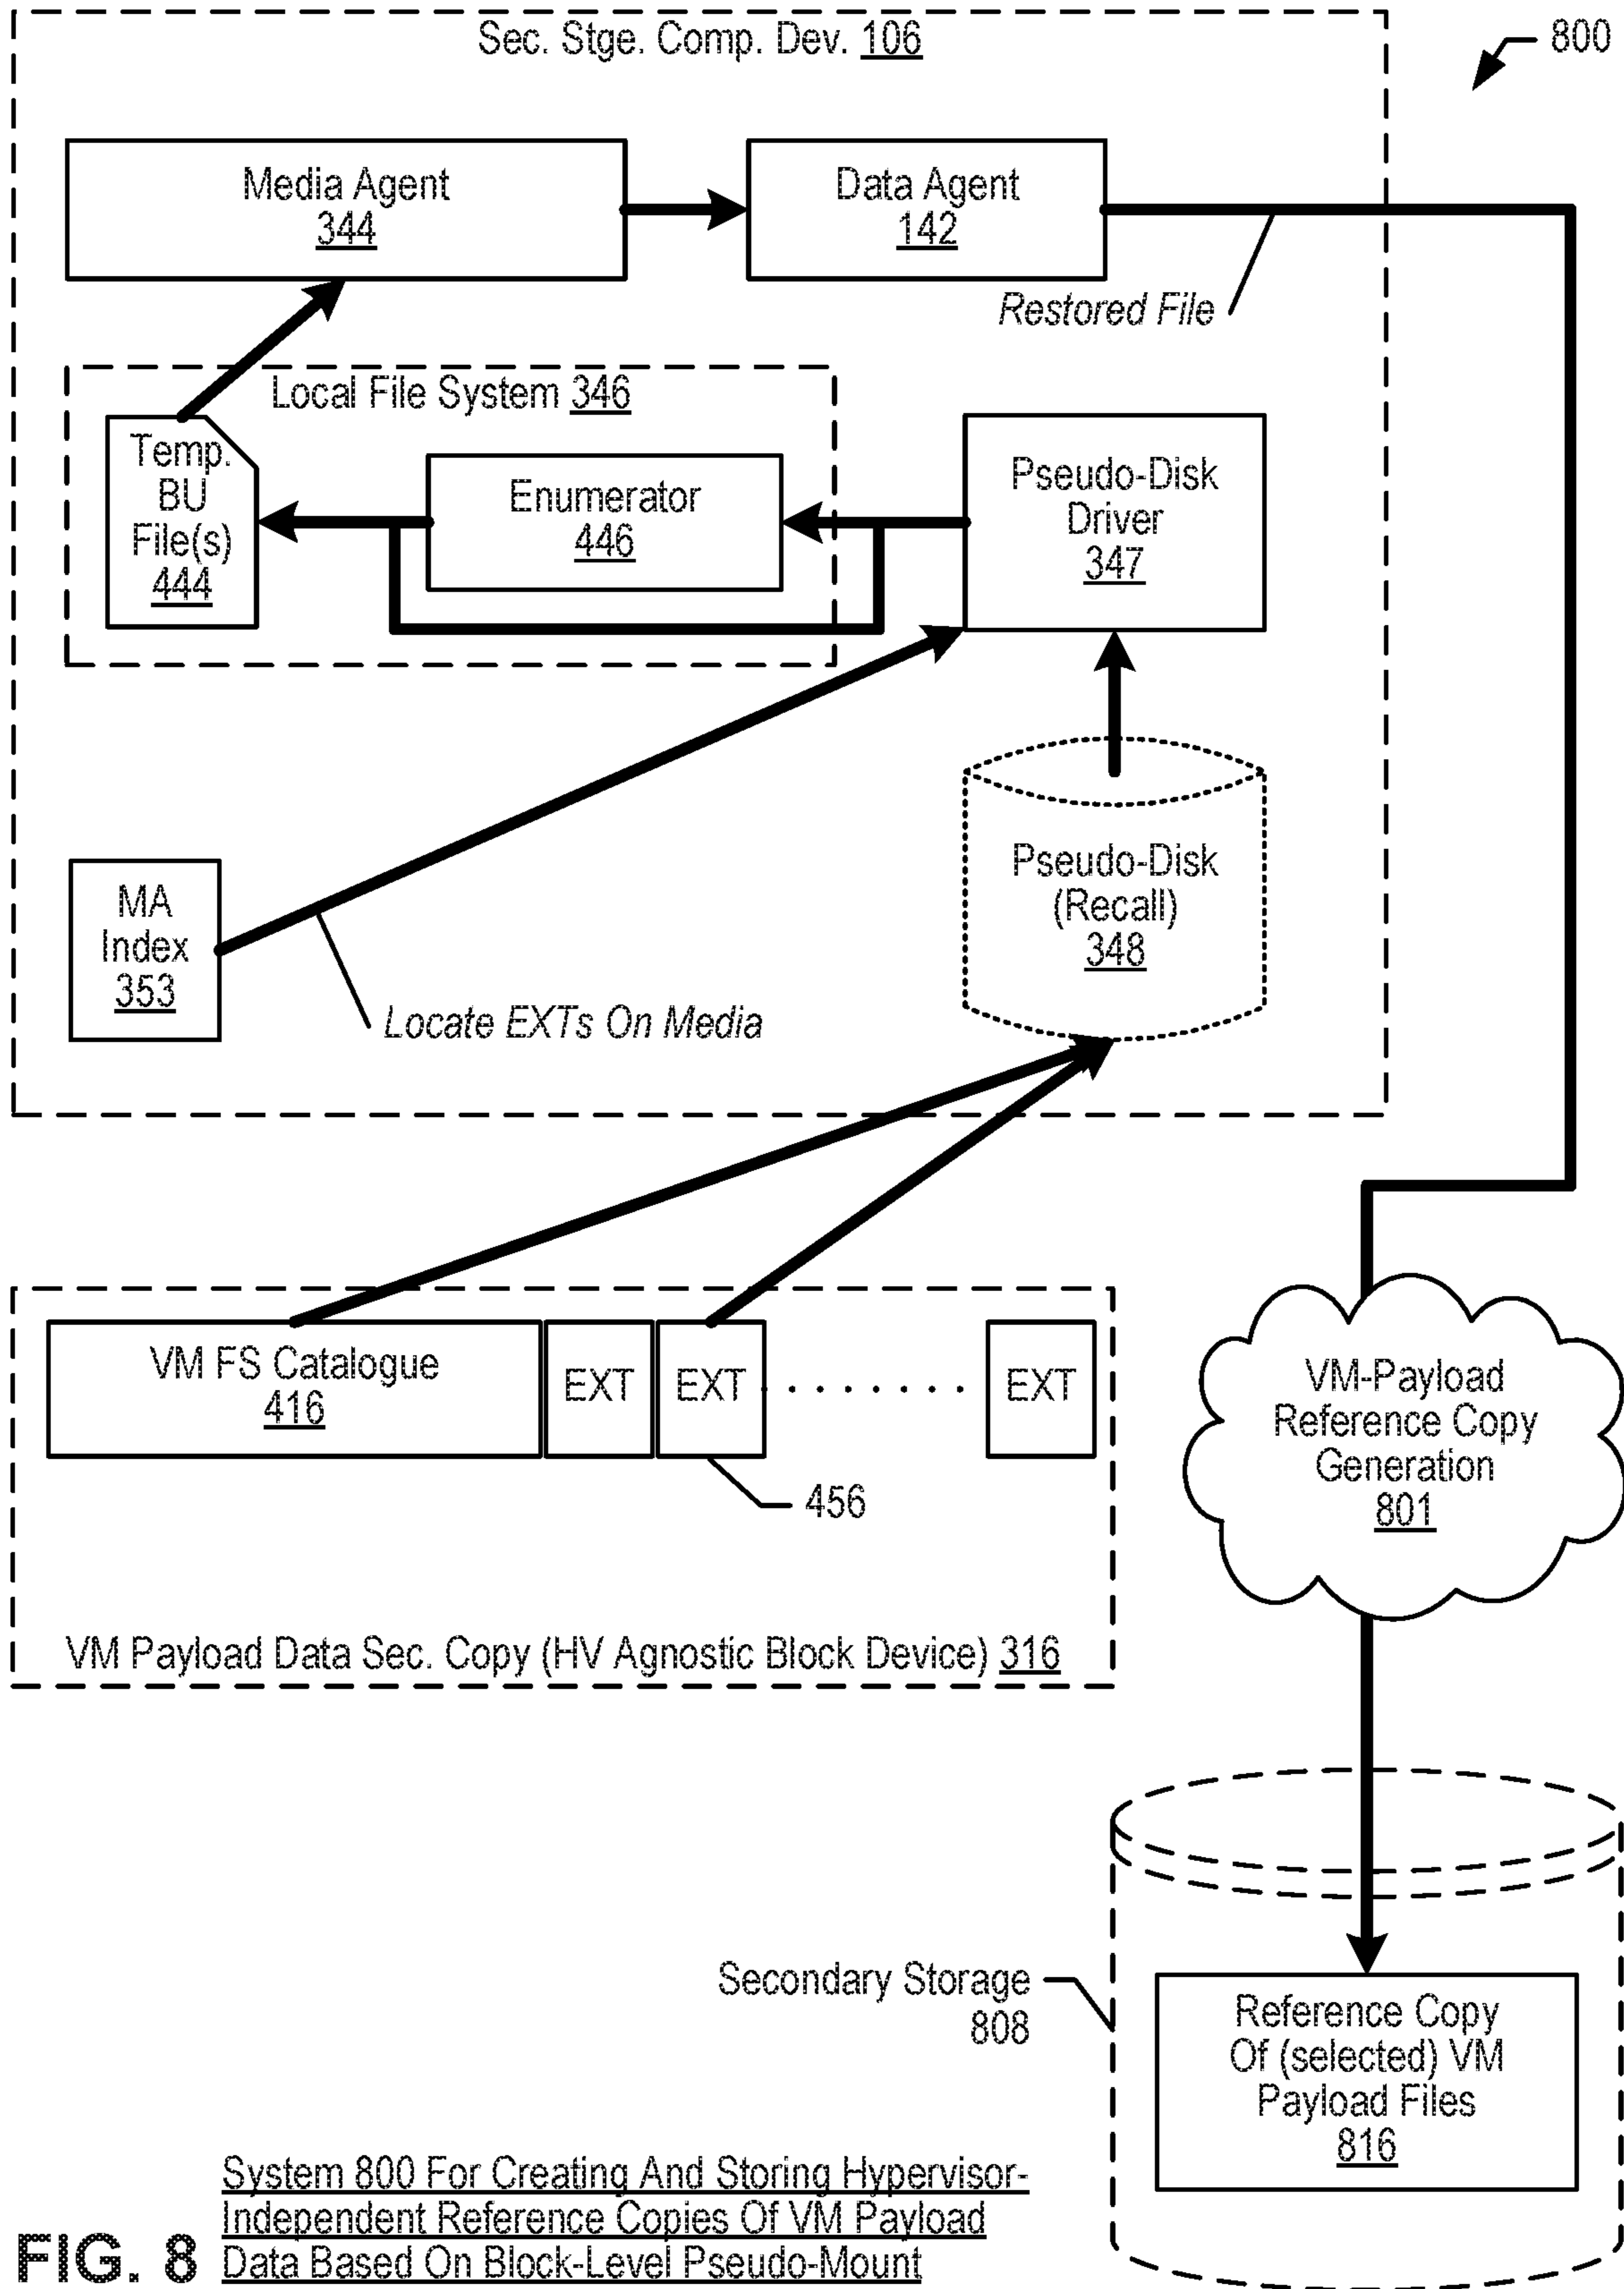 Sec. Stge. Comp. Dev. 106
800
Media Agent
344
Data Agent
142
Restored File
Local File System 346
Temp.
BU
File(s)
444
Enumerator
446
Pseudo-Disk
Driver
347
Pseudo-Disk
(Recall)
348
MA
Index
353
Locate EXTs On Media
VM FS Catalogue
416
EXT
EXT
. . . . . . . .
EXT
456
VM Payload Data Sec. Copy (HV Agnostic Block Device) 316
VM-Payload
Reference Copy
Generation
801
Secondary Storage
808
Reference Copy
Of (selected) VM
Payload Files
816
System 800 For Creating And Storing Hypervisor-
Independent Reference Copies Of VM Payload
Data Based On Block-Level Pseudo-Mount
FIG. 8